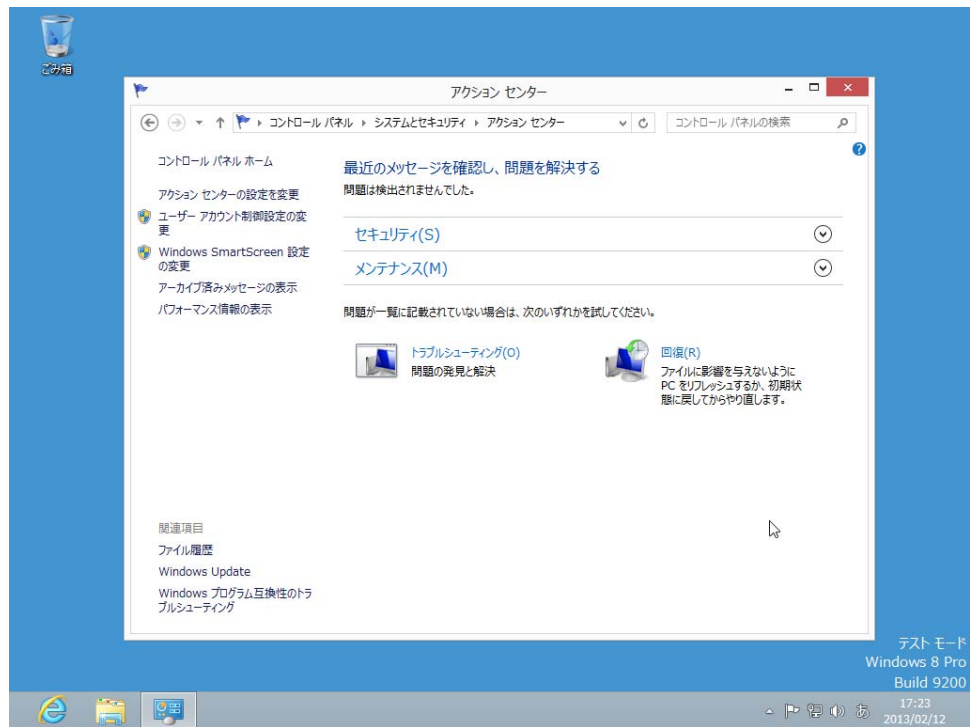 ごみ箱
アクション センター
コントロール パネル
システムとセキュリティ
アクション センター
コントロール パネルの検索
コントロール パネル ホーム
アクション センターの設定を変更
ユーザー アカウント制御設定の変
更
Windows SmartScreen 設定
の変更
アーカイブ済みメッセージの表示
パフォーマンス情報の表示
最近のメッセージを確認し、問題を解決する
問題は検出されませんでした。
セキュリティ(S)
メンテナンス(M)
問題が一覧に記載されていない場合は、次のいずれかを試してください。
トラブルシューティング(O)
問題の発見と解決
回復(R)
ファイルに影響を与えないように
PC をリフレッシュするか、初期状
態に戻してからやり直します。
関連項目
ファイル履歴
Windows Update
Windows プログラム互換性のトラ
ブルシューティング
テスト モード
Windows 8 Pro
Build 9200
あ
17:23
2013/02/12